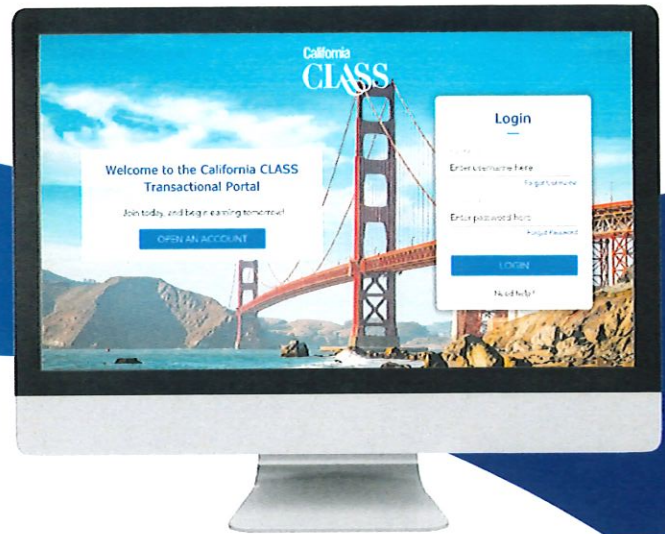 California
CLASS
Welcome to the California CLASS
Transactional Portal
Join today, and begin earning tomorrow!
OPEN AN ACCOUNT
Login
Enter username here
Forgot Username
Enter password here
Forgot Password
LOGIN
Need help?